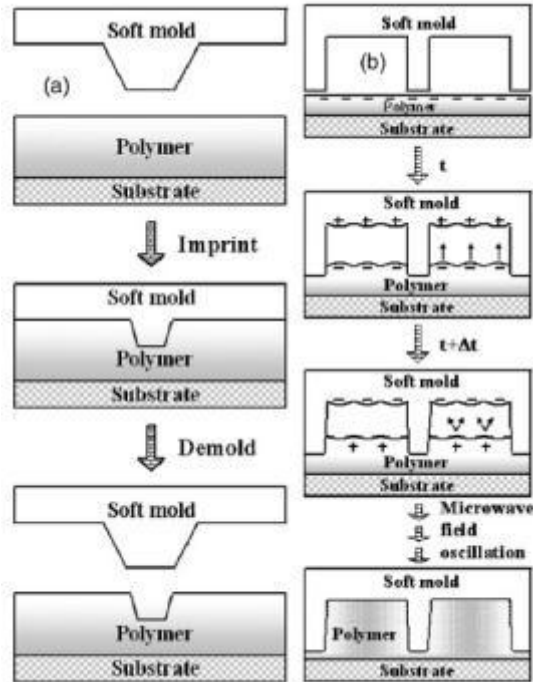 Soft mold
(a)
Polymer
Substrate
Imprint
Soft mold
Polymer
Substrate
Demold
Soft mold
Polymer
Substrate
Soft mold
(b)
Polymer
Substrate
t
Soft mold
+ + + + + +
Polymer
Substrate
t+Δt
Soft mold
+ + + +
Polymer
Substrate
Microwave
field
oscillation
Soft mold
Polymer
Substrate